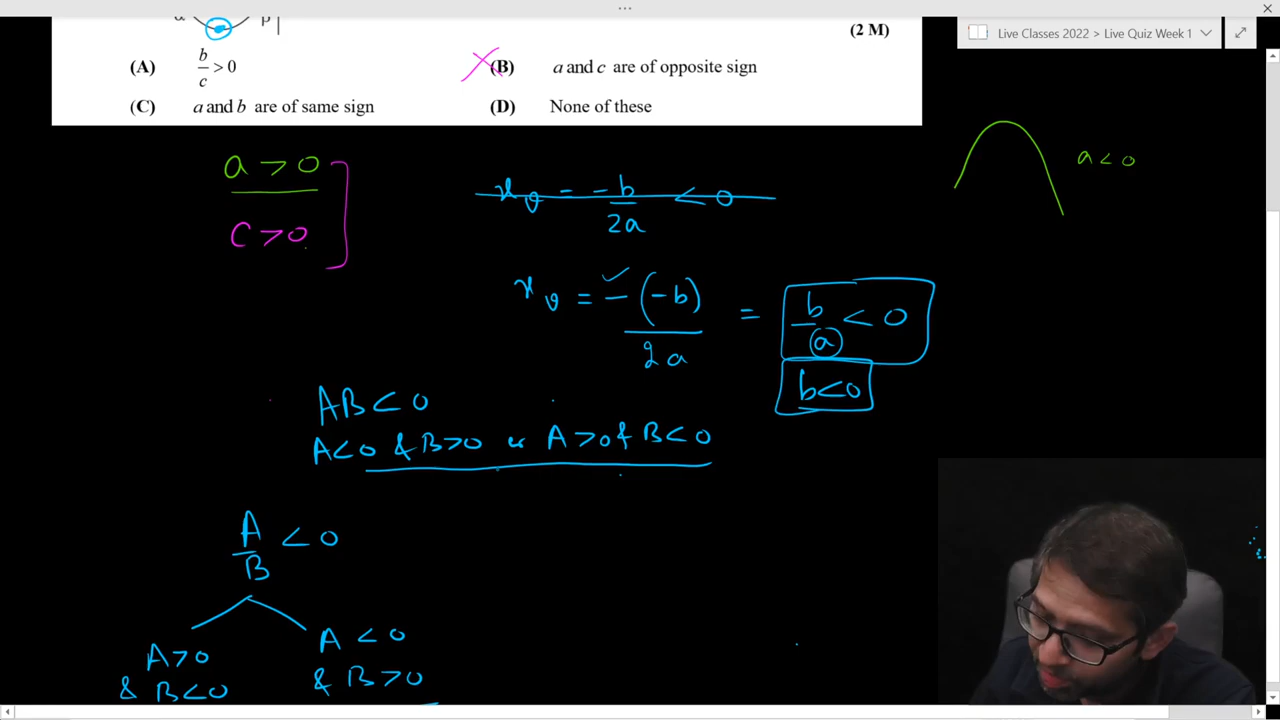 α β
(2 M)
Live Classes 2022 > Live Quiz Week 1
(A) b/c > 0
(B) a and c are of opposite sign
(C) a and b are of same sign
(D) None of these
a > 0
c > 0
x_v = -b/2a < 0
a < 0
x_v = -(-b)/2a = b/a < 0
b<0
AB < 0
A<0 & B>0 or A>0 & B<0
A/B < 0
A>0
& B<0
A < 0
& B >0